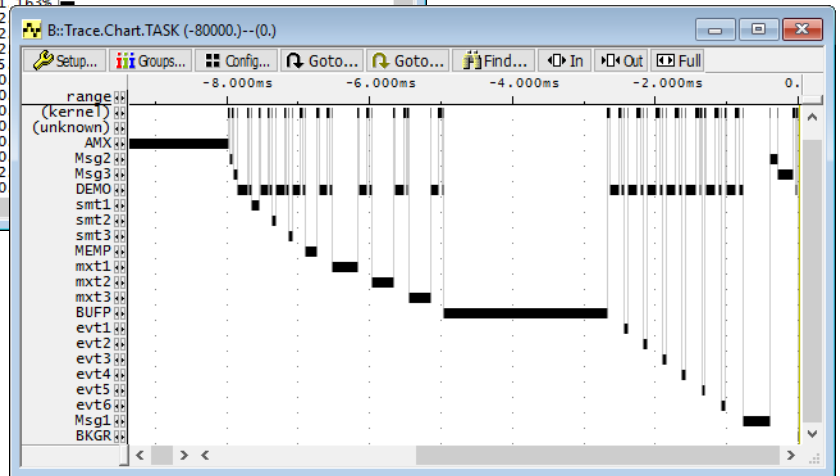 163%
B::Trace.Chart.TASK (-80000.)--(0.)
Setup... Groups... Config... Goto... Goto... Find... In Out Full
-8.000ms -6.000ms -4.000ms -2.000ms 0.
range
(kernel)
(unknown)
AMX
Msg2
Msg3
DEMO
smt1
smt2
smt3
MEMP
mxt1
mxt2
mxt3
BUFP
evt1
evt2
evt3
evt4
evt5
evt6
Msg1
BKGR